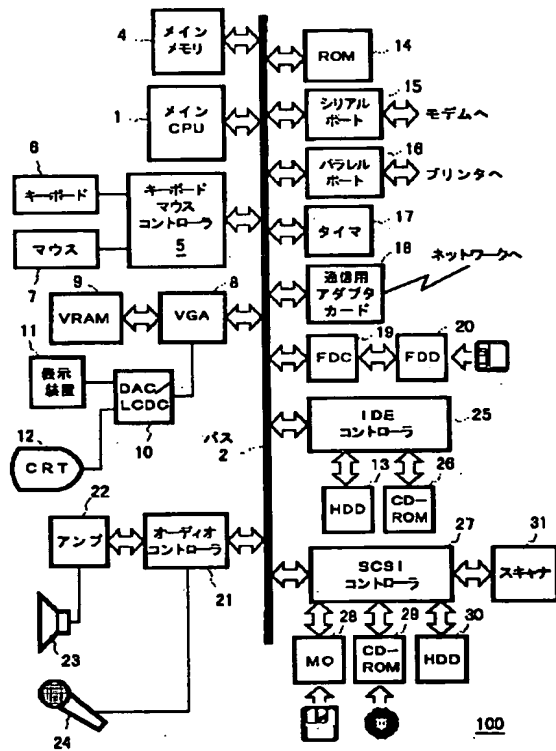 4
メイン
メモリ
1
メイン
CPU
6
キーボード
マウス
7
キーボード
マウス
コントローラ
5
9
8
VRAM
VGA
11
表示
装置
DAC/
LCDC
10
12
CRT
バス
2
22
アンプ
オーディオ
コントローラ
21
23
24
14
ROM
15
シリアル
ポート
モデムへ
16
パラレル
ポート
プリンタへ
17
タイマ
18
通信用
アダプタ
カード
ネットワークへ
19
20
FDC
FDD
IDE
コントローラ
25
13
26
HDD
CD-
ROM
27
31
SCSI
コントローラ
スキャナ
28
29
30
MO
CD-
ROM
HDD
100